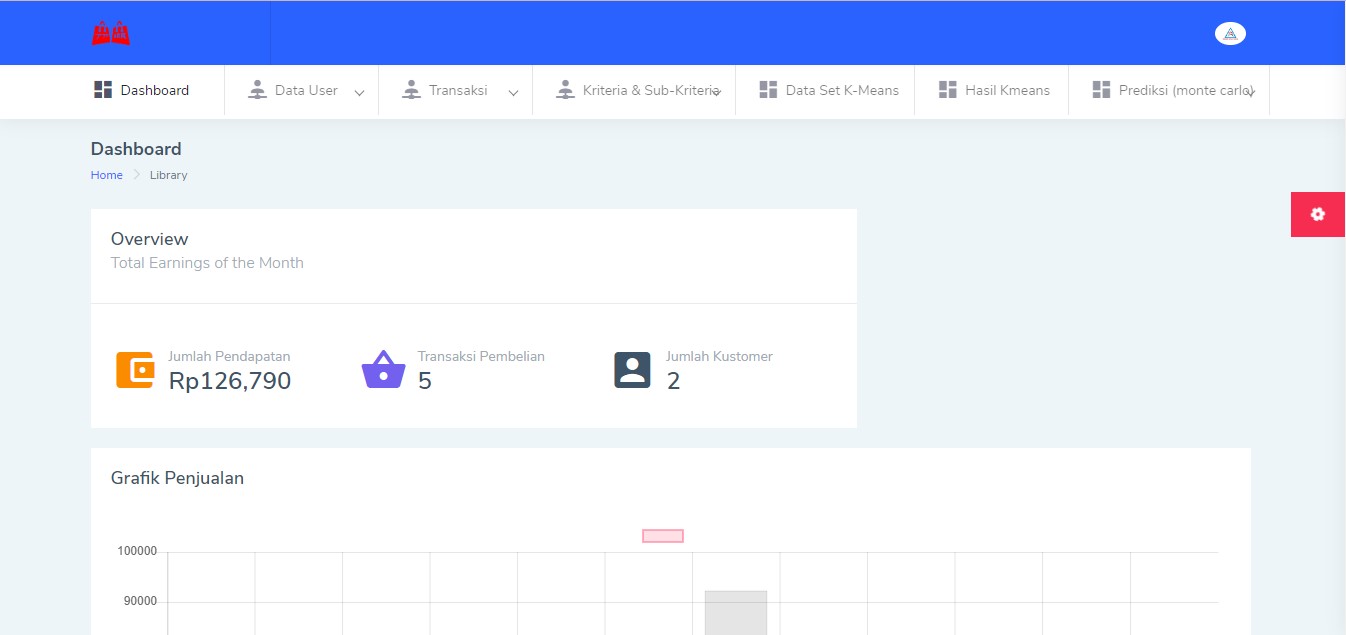 Dashboard
Data User
Transaksi
Kriteria & Sub-Kriteria
Data Set K-Means
Hasil Kmeans
Prediksi (monte carlo)
Dashboard
Home
Library
Overview
Total Earnings of the Month
Jumlah Pendapatan
Rp126,790
Transaksi Pembelian
5
Jumlah Kustomer
2
Grafik Penjualan
100000
90000